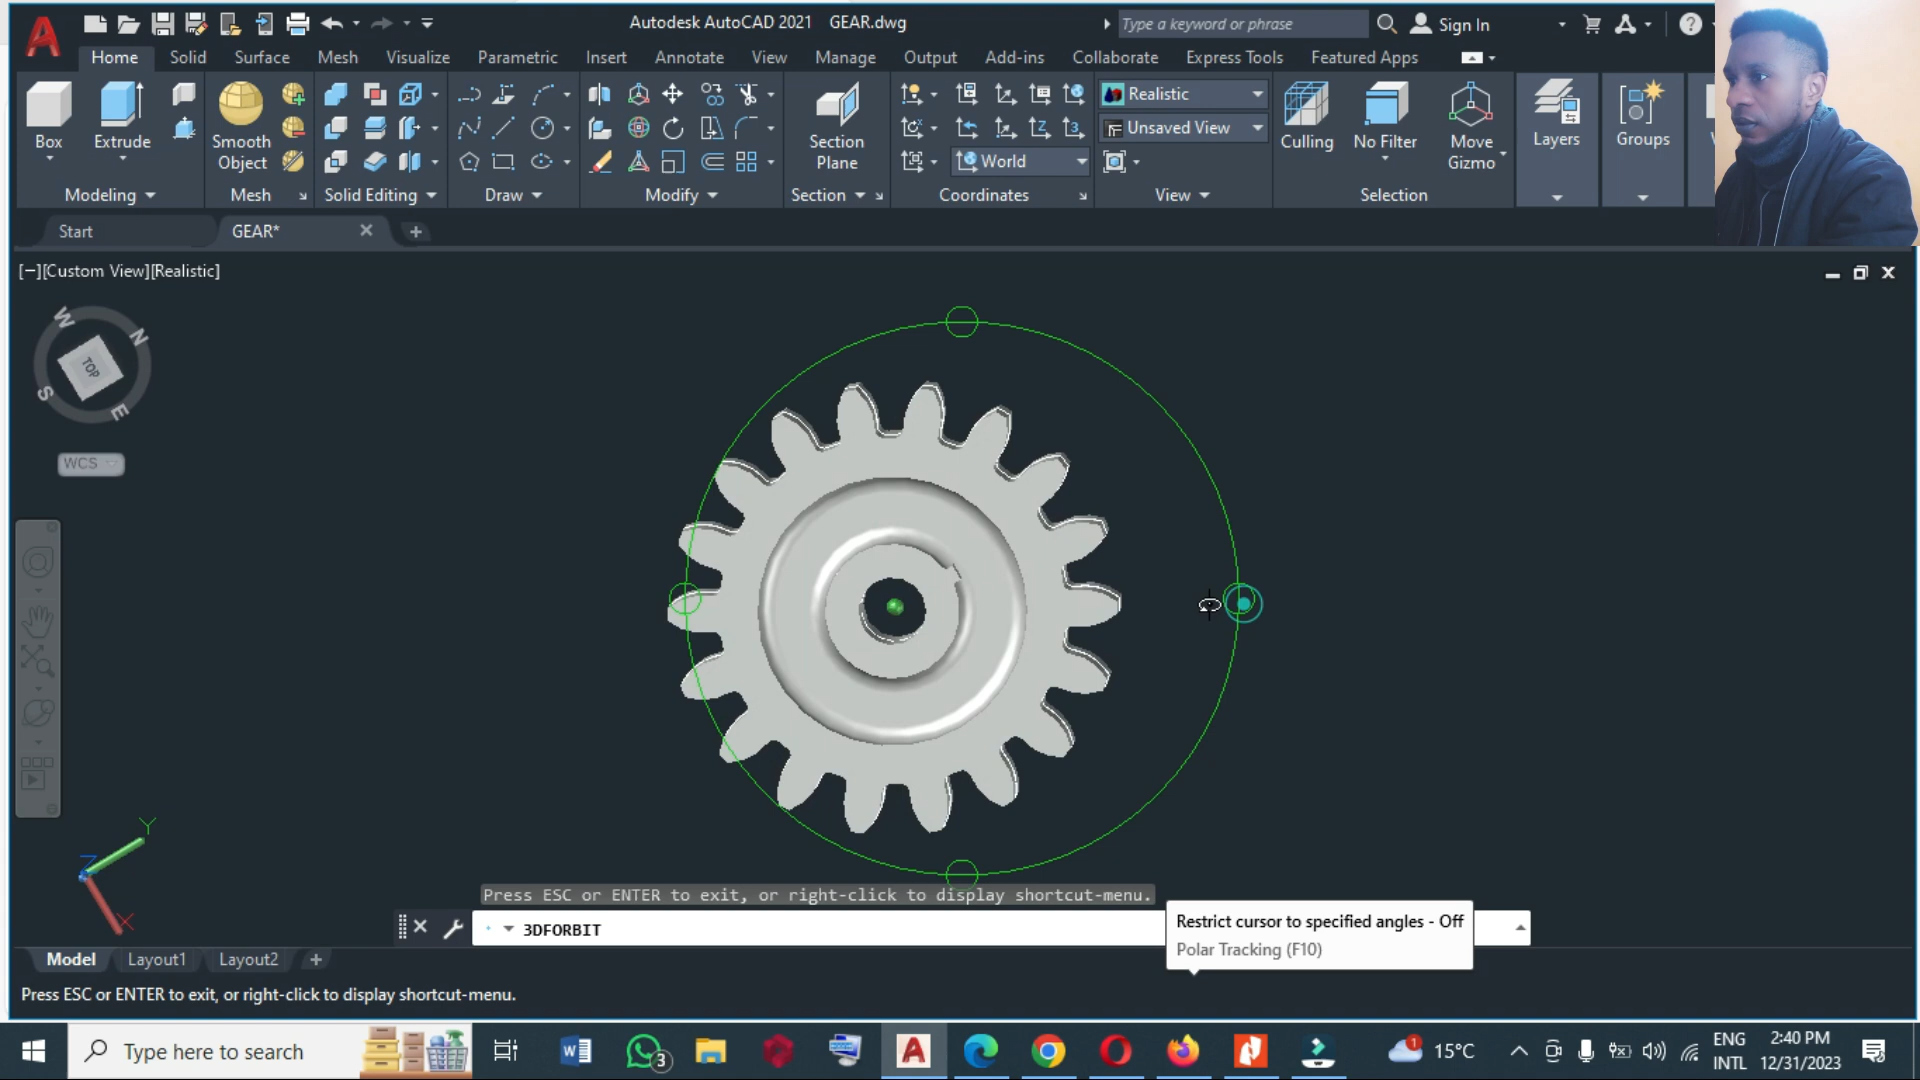 Autodesk AutoCAD 2021 GEAR.dwg
Type a keyword or phrase
Sign In
Home Solid Surface Mesh Visualize Parametric Insert Annotate View Manage Output Add-ins Collaborate Express Tools Featured Apps
Box
Extrude
Smooth
Object
Section
Plane
Realistic
Unsaved View
World
Culling
No Filter
Move
Gizmo
Layers
Groups
Modeling
Mesh
Solid Editing
Draw
Modify
Section
Coordinates
View
Selection
Start
GEAR*
[−][Custom View][Realistic]
W
N
TOP
S
E
WCS
Y
Z
X
Press ESC or ENTER to exit, or right-click to display shortcut-menu.
3DFORBIT
Restrict cursor to specified angles - Off
Polar Tracking (F10)
Model Layout1 Layout2 +
Press ESC or ENTER to exit, or right-click to display shortcut-menu.
Type here to search
3
1
15°C
ENG
INTL
2:40 PM
12/31/2023